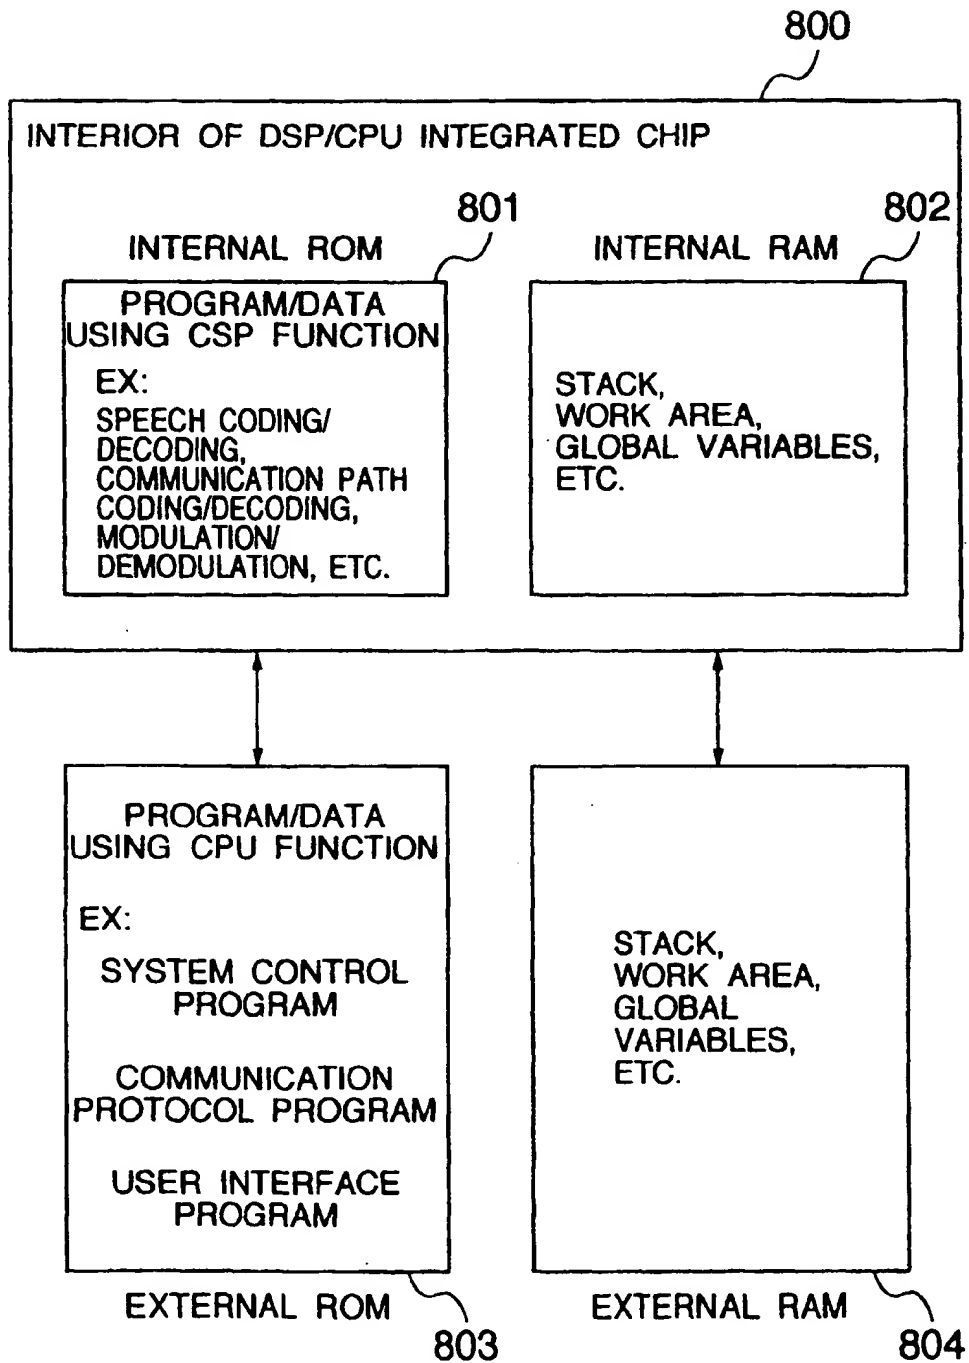 800
INTERIOR OF DSP/CPU INTEGRATED CHIP
801
INTERNAL ROM
PROGRAM/DATA
USING CSP FUNCTION
EX:
SPEECH CODING/
DECODING,
COMMUNICATION PATH
CODING/DECODING,
MODULATION/
DEMODULATION, ETC.
802
INTERNAL RAM
STACK,
WORK AREA,
GLOBAL VARIABLES,
ETC.
PROGRAM/DATA
USING CPU FUNCTION
EX:
SYSTEM CONTROL
PROGRAM
COMMUNICATION
PROTOCOL PROGRAM
USER INTERFACE
PROGRAM
EXTERNAL ROM
803
STACK,
WORK AREA,
GLOBAL
VARIABLES,
ETC.
EXTERNAL RAM
804